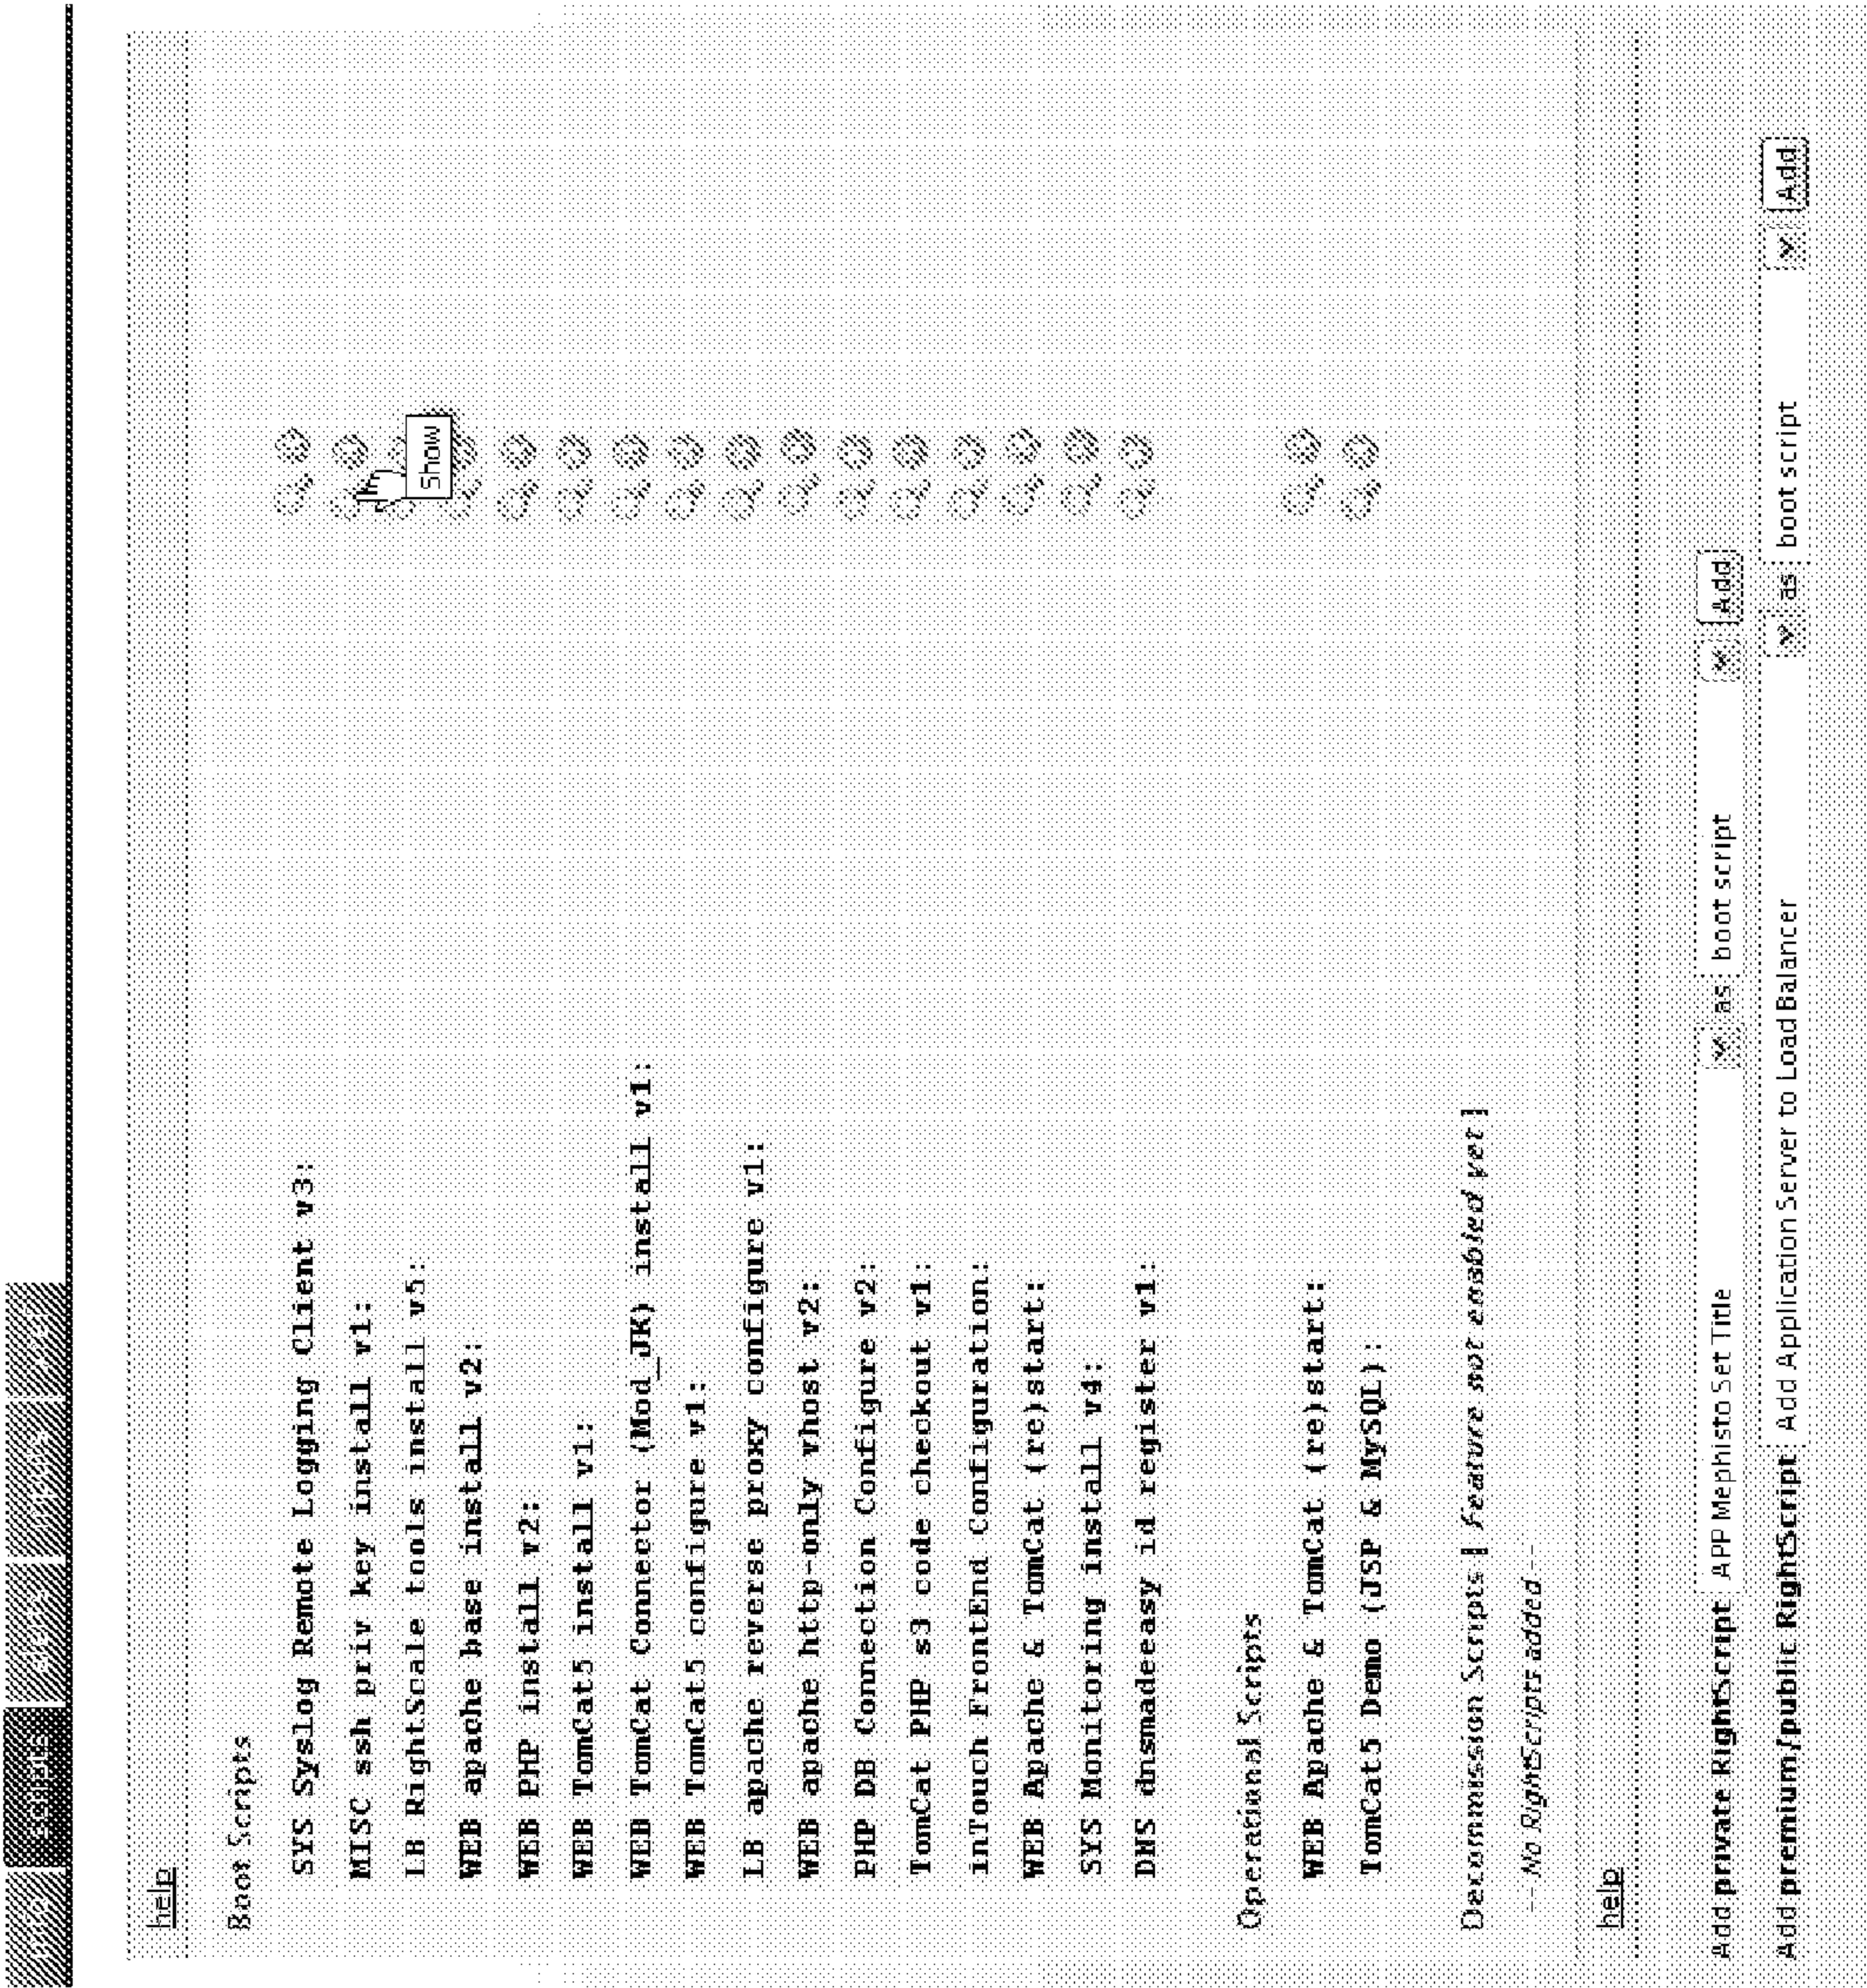 Scripts
help
Boot Scripts
SYS Syslog Remote Logging Client v3:
MISC ssh priv key install v1:
Show
LB RightScale tools install v5:
WEB apache base install v2:
WEB PHP install v2:
WEB TomCat5 install v1:
WEB TomCat Connector (Mod_JK) install v1:
WEB TomCat5 configure v1:
LB apache reverse proxy configure v1:
WEB apache http-only vhost v2:
PHP DB Connection Configure v2:
TomCat PHP s3 code checkout v1:
inTouch FrontEnd Configuration:
WEB Apache & TomCat (re)start:
SYS Monitoring install v4:
DNS dnsmadeeasy id register v1:
Operational Scripts
WEB Apache & TomCat (re)start:
TomCat5 Demo (JSP & MySQL):
Decommission Scripts [ Feature not enabled yet ]
-- No RightScripts added --
help
Add private RightScript APP Mephisto Set Title as boot script Add
Add premium/public RightScript Add Application Server to Load Balancer as boot script Add